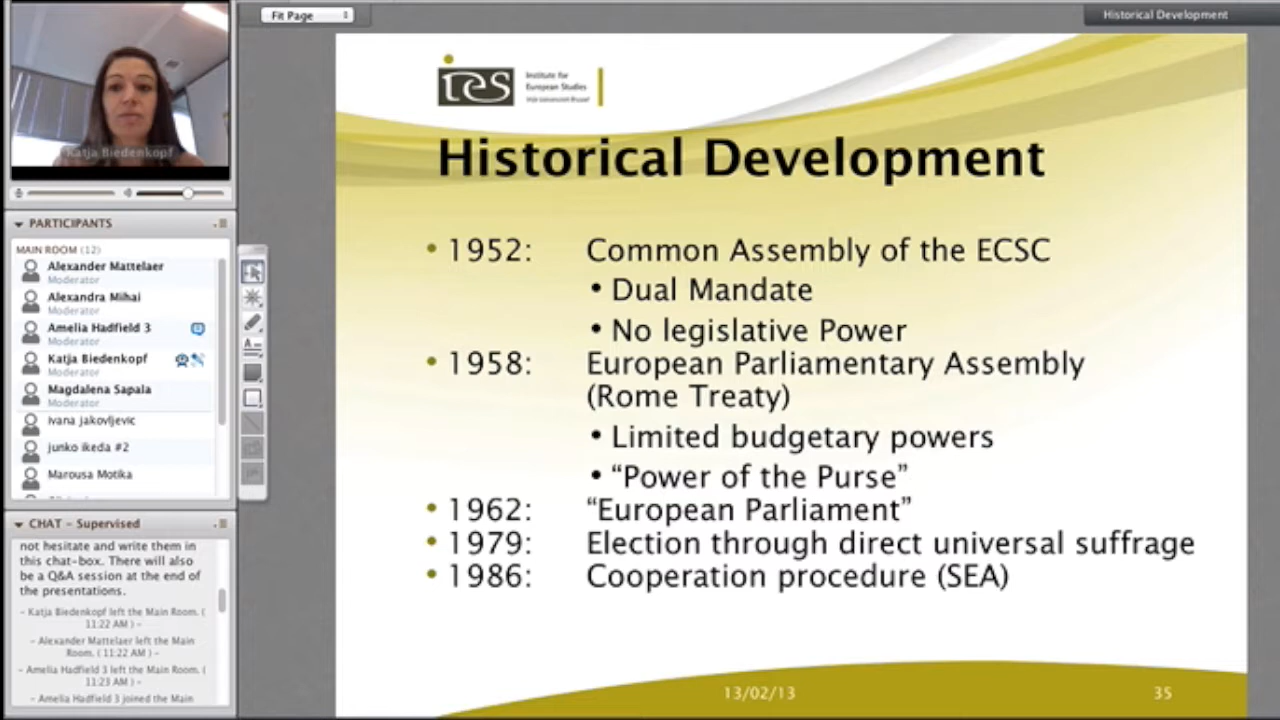 Fit Page
Historical Development
Katja Biedenkopf
PARTICIPANTS
MAIN ROOM (12)
Alexander Mattelaer
Moderator
Alexandra Mihai
Moderator
Amelia Hadfield 3
Moderator
Katja Biedenkopf
Moderator
Magdalena Sapala
Moderator
ivana jakovljevic
junko ikeda #2
Marousa Motika
CHAT - Supervised
not hesitate and write them in
this chat-box. There will also
be a Q&A session at the end of
the presentations.
- Katja Biedenkopf left the Main Room. (
11:22 AM ) -
- Alexander Mattelaer left the Main
Room. ( 11:22 AM ) -
- Amelia Hadfield 3 left the Main Room. (
11:23 AM ) -
- Amelia Hadfield 3 joined the Main
ies
Institute for
European Studies
Vrije Universiteit Brussel
Historical Development
• 1952: Common Assembly of the ECSC
• Dual Mandate
• No legislative Power
• 1958: European Parliamentary Assembly
(Rome Treaty)
• Limited budgetary powers
• “Power of the Purse”
• 1962: “European Parliament”
• 1979: Election through direct universal suffrage
• 1986: Cooperation procedure (SEA)
13/02/13
35